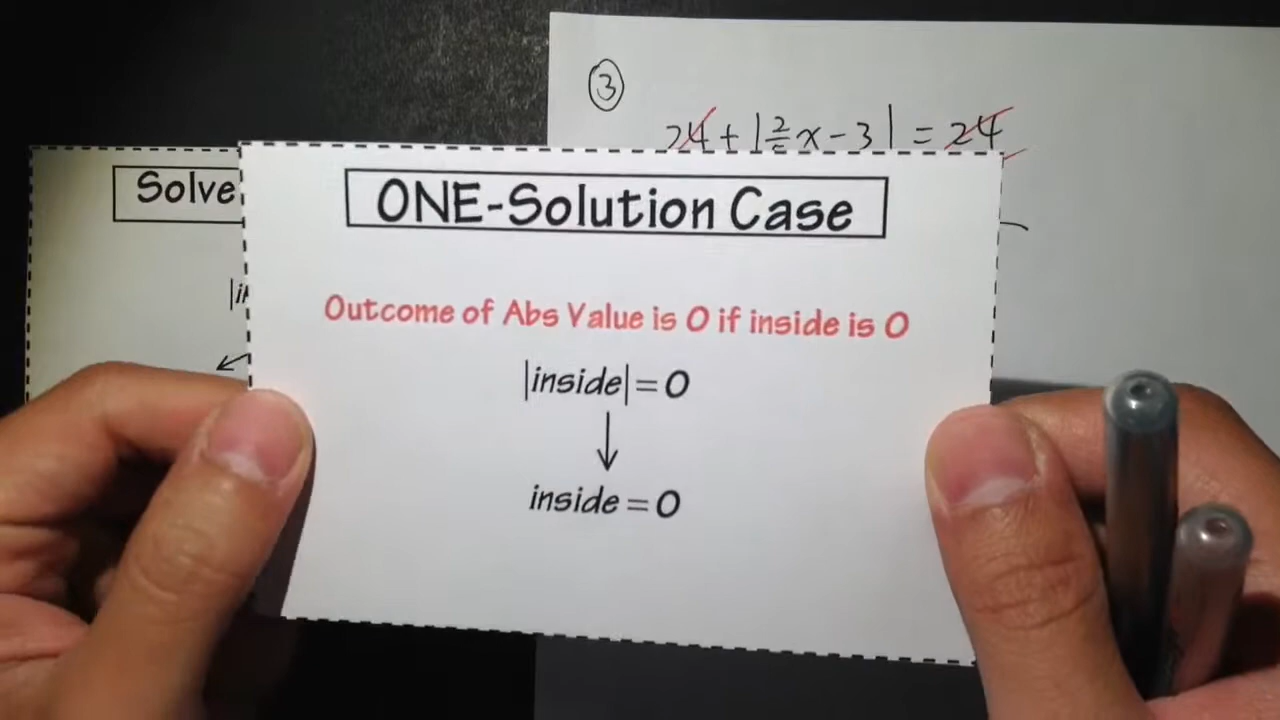 ③
24 + |2/ x - 3| = 24
Solve
ONE-Solution Case
Outcome of Abs Value is 0 if inside is 0
|inside| = 0
↓
inside = 0